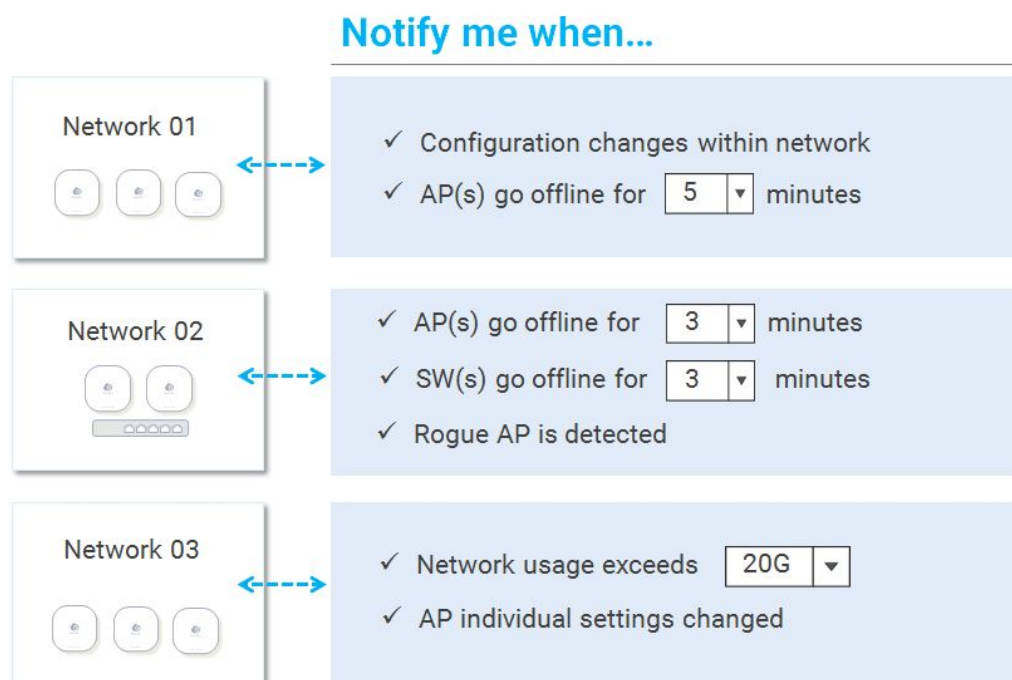 Notify me when...
Network 01
✓ Configuration changes within network
✓ AP(s) go offline for 5 minutes
Network 02
✓ AP(s) go offline for 3 minutes
✓ SW(s) go offline for 3 minutes
✓ Rogue AP is detected
Network 03
✓ Network usage exceeds 20G
✓ AP individual settings changed